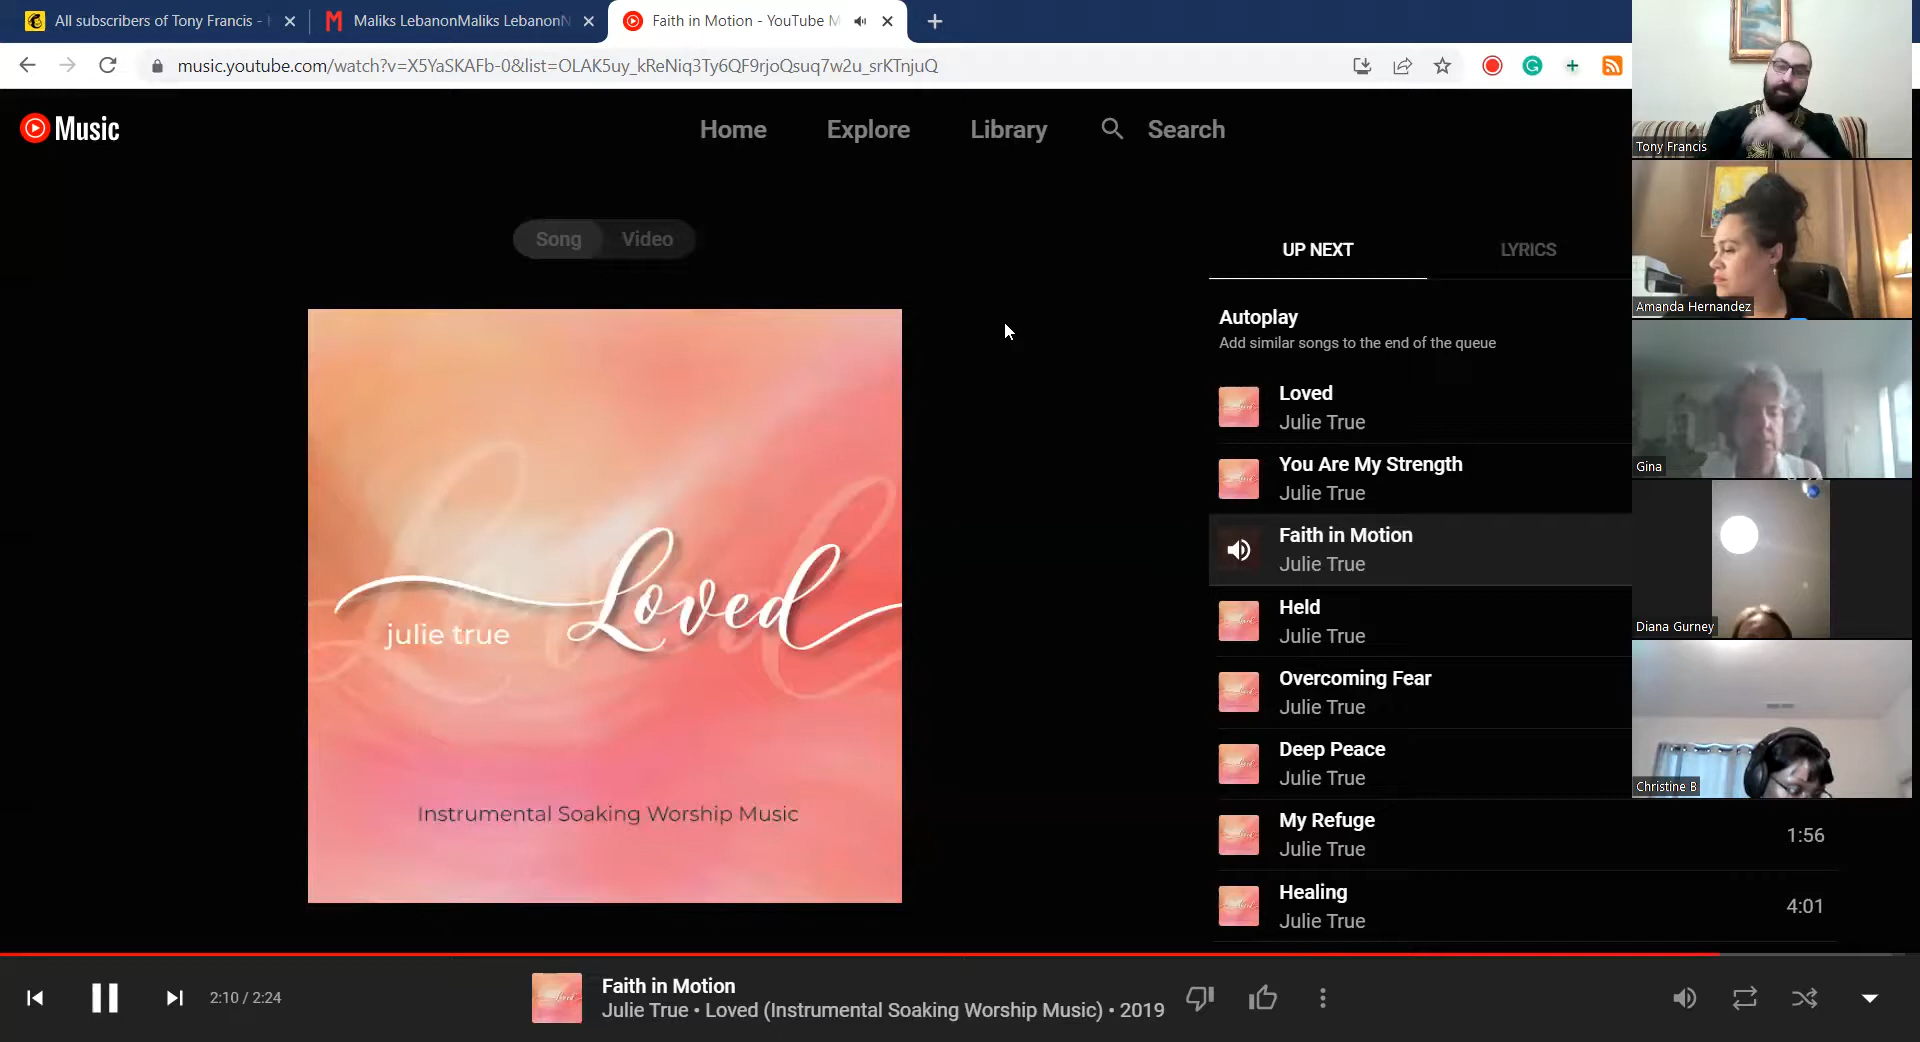 All subscribers of Tony Francis -
Maliks LebanonMaliks LebanonN
Faith in Motion - YouTube M
music.youtube.com/watch?v=X5YaSKAFb-0&list=OLAK5uy_kReNiq3Ty6QF9rjoQsuq7w2u_srKTnjuQ
Music
Home
Explore
Library
Search
Song
Video
julie true
Loved
Instrumental Soaking Worship Music
UP NEXT
LYRICS
Autoplay
Add similar songs to the end of the queue
Loved
Julie True
You Are My Strength
Julie True
Faith in Motion
Julie True
Held
Julie True
Overcoming Fear
Julie True
Deep Peace
Julie True
My Refuge
Julie True
1:56
Healing
Julie True
4:01
Tony Francis
Amanda Hernandez
Gina
Diana Gurney
Christine B
2:10 / 2:24
Faith in Motion
Julie True • Loved (Instrumental Soaking Worship Music) • 2019